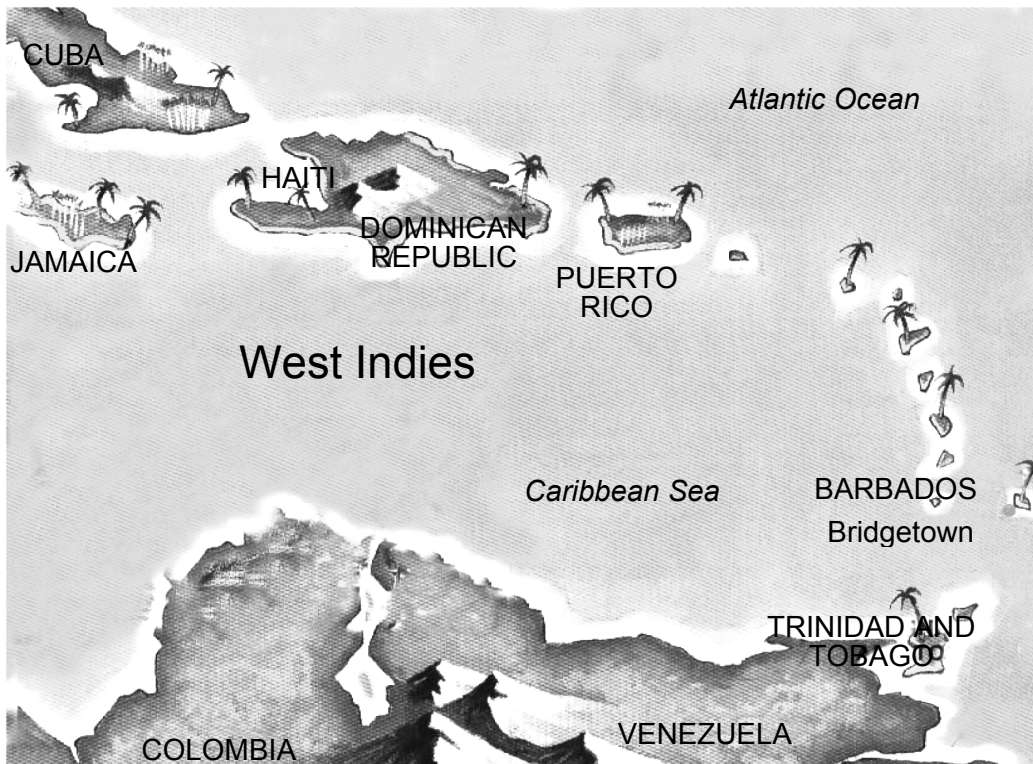 CUBA
Atlantic Ocean
HAITI
DOMINICAN
REPUBLIC
JAMAICA
PUERTO
RICO
West Indies
Caribbean Sea
BARBADOS
Bridgetown
TRINIDAD AND
TOBAGO
VENEZUELA
COLOMBIA